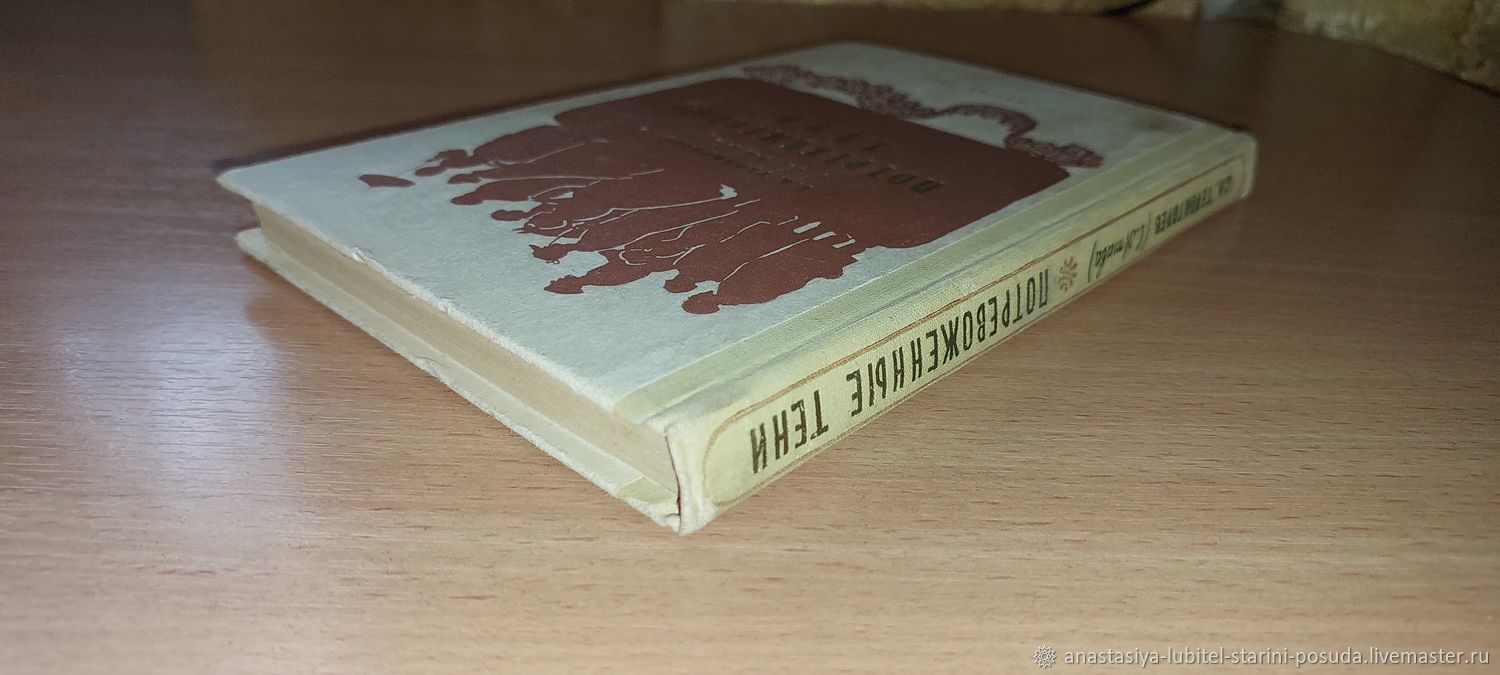 С.Н. ТЕРПИГОРЕВ (С. Атава)
ПОТРЕВОЖЕННЫЕ ТЕНИ
anastasiya-lubitel-starini-posuda.livemaster.ru